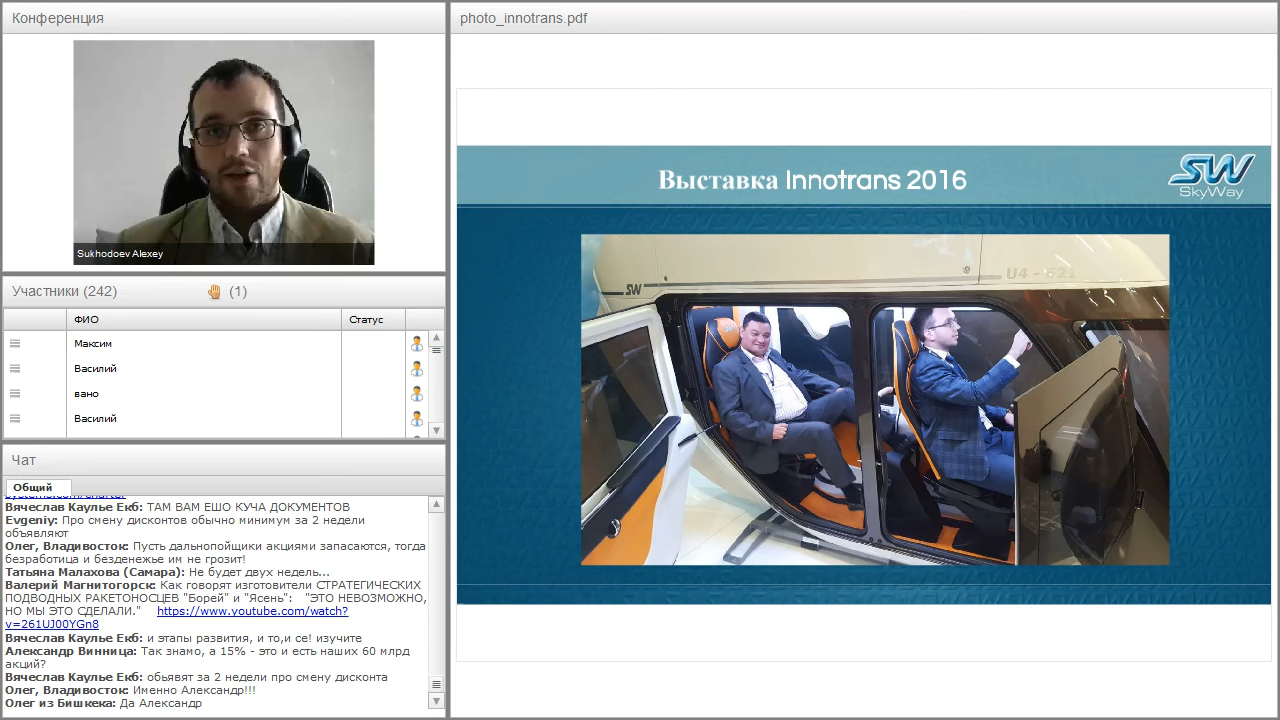 Конференция
Sukhodoev Alexey
Участники (242)
(1)
ФИО
Статус
Максим
Василий
вано
Василий
Чат
Общий
Вячеслав Каулье Екб: ТАМ ВАМ ЕШО КУЧА ДОКУМЕНТОВ
Evgeniy: Про смену дисконтов обычно минимум за 2 недели
объявляют
Олег, Владивосток: Пусть дальнопойщики акциями запасаются, тогда
безработица и безденежье им не грозит!
Татьяна Малахова (Самара): Не будет двух недель...
Валерий Магнитогорск: Как говорят изготовители СТРАТЕГИЧЕСКИХ
ПОДВОДНЫХ РАКЕТОНОСЦЕВ "Борей" и "Ясень": "ЭТО НЕВОЗМОЖНО,
НО МЫ ЭТО СДЕЛАЛИ." https://www.youtube.com/watch?
v=261UJ00YGn8
Вячеслав Каулье Екб: и этапы развития, и то,и се! изучите
Александр Винница: Так знамо, а 15% - это и есть наших 60 млрд
акций?
Вячеслав Каулье Екб: обьявят за 2 недели про смену дисконта
Олег, Владивосток: Именно Александр!!!
Олег из Бишкека: Да Александр
photo_innotrans.pdf
Выставка Innotrans 2016
SW
SkyWay
U4 - 621
SW